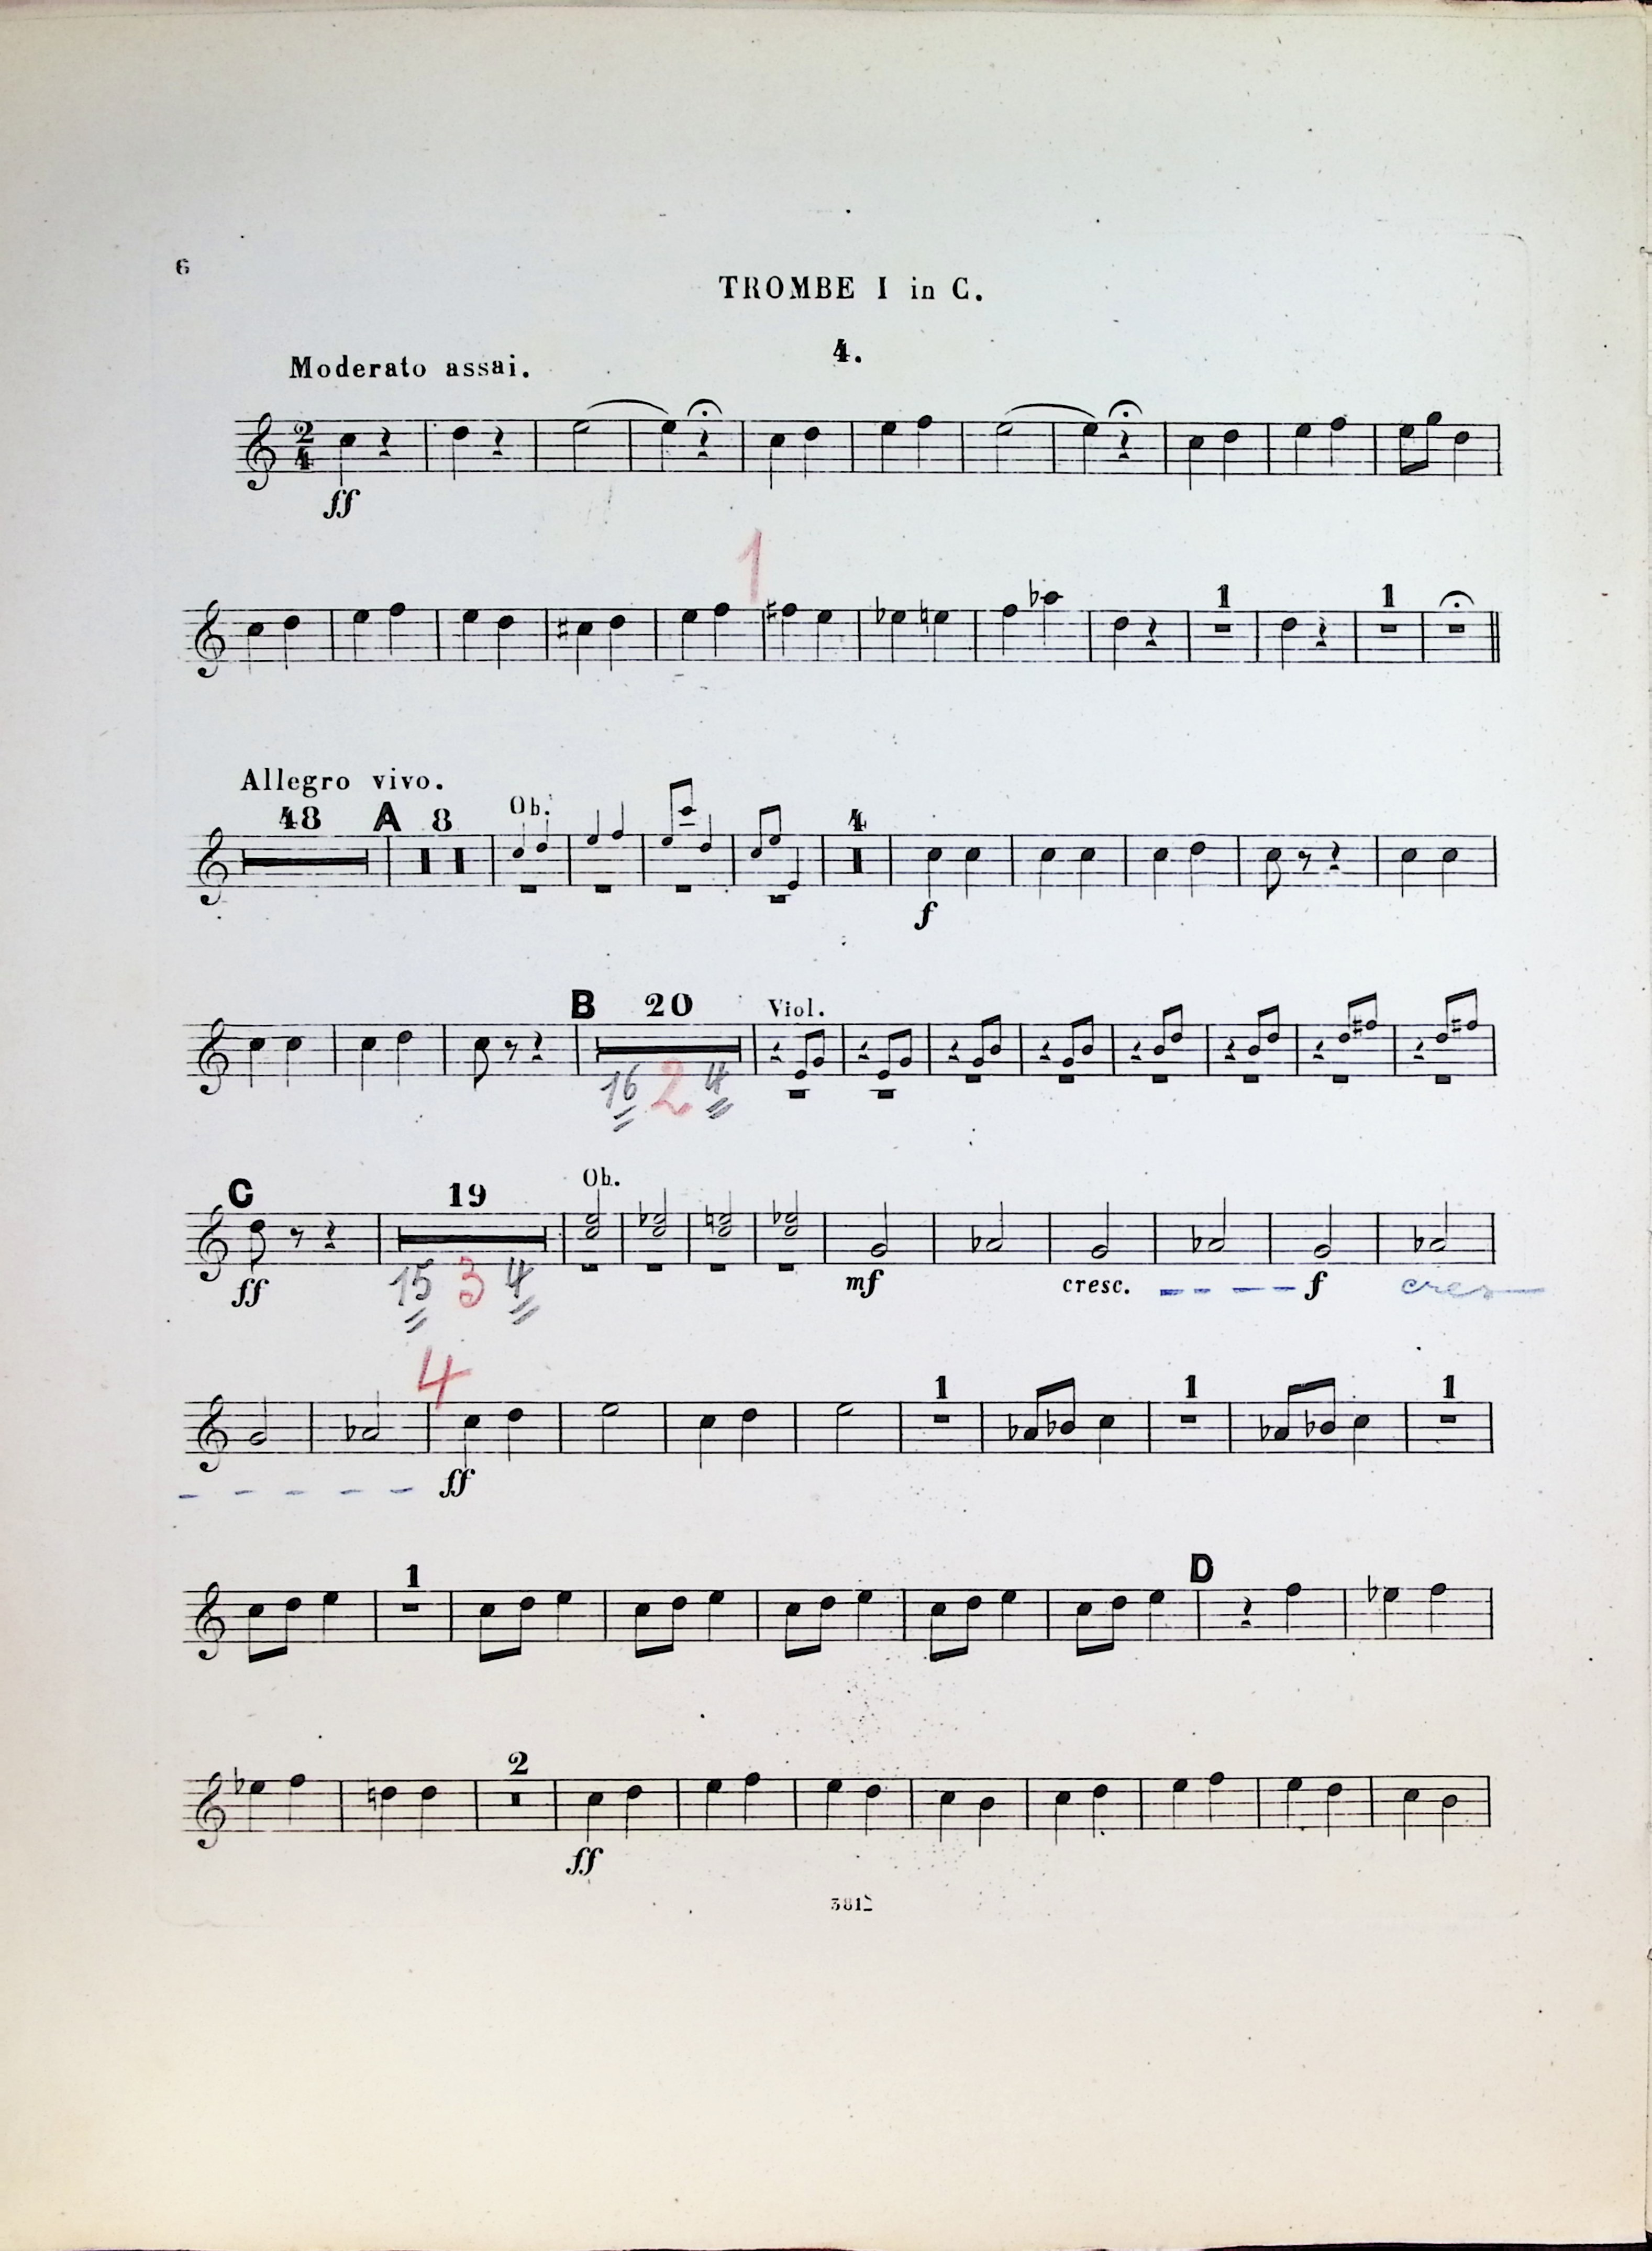 6
TROMBE I in C.
4.
Moderato assai.
2
4
ff
1
1 1
Allegro vivo.
48 A 8 Ob. 4
f
B 20 Viol.
16 2 4
C 19 Ob.
ff 15 3 4 mf cresc. f cres
4
1 1 1
ff
1 D
2
ff